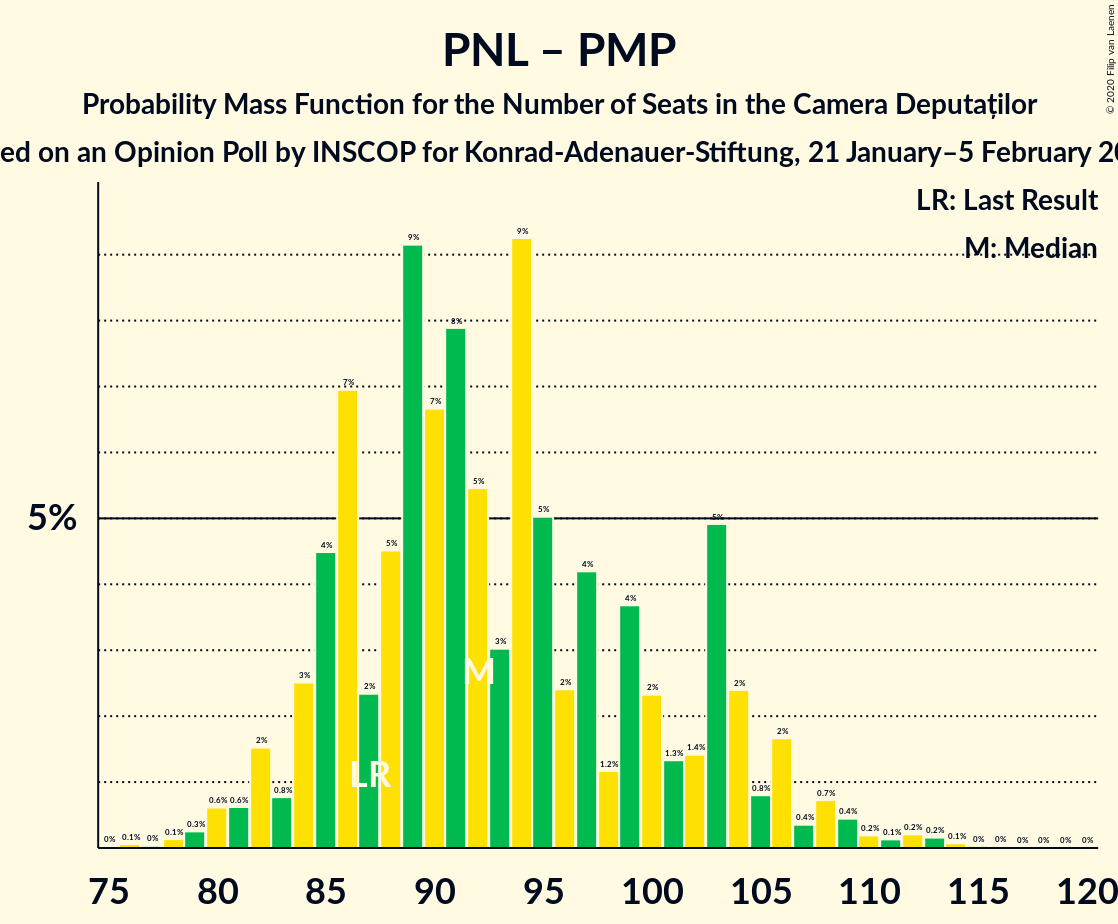 PNL – PMP
Probability Mass Function for the Number of Seats in the Camera Deputaților
ed on an Opinion Poll by INSCOP for Konrad-Adenauer-Stiftung, 21 January–5 February 20
© 2020 Filip van Laenen
LR: Last Result
M: Median
5%
0% 0.1% 0% 0.1% 0.3% 0.6% 0.6% 2% 0.8% 3% 4% 7% 2% 5% 9% 7% 8% 5% 3% 9% 5% 2% 4% 1.2% 4% 2% 1.3% 1.4% 5% 2% 0.8% 2% 0.4% 0.7% 0.4% 0.2% 0.1% 0.2% 0.2% 0.1% 0% 0% 0% 0% 0% 0%
M
LR
75 80 85 90 95 100 105 110 115 120